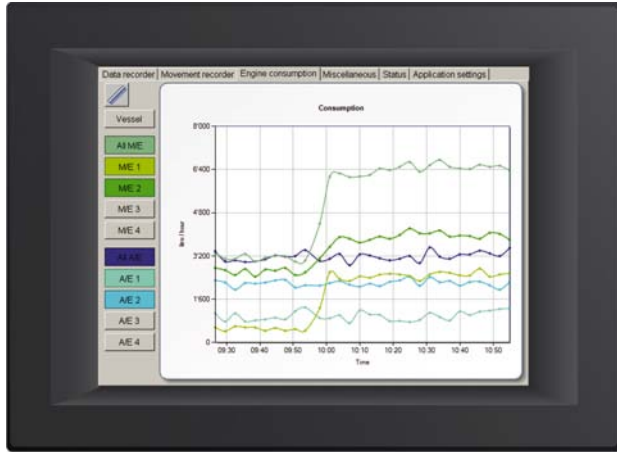 Data recorder Movement recorder Engine consumption Miscellaneous Status Application settings
Vessel
All M/E
M/E 1
M/E 2
M/E 3
M/E 4
All A/E
A/E 1
A/E 2
A/E 3
A/E 4
Consumption
8'000
6'400
4'800
3'200
1'600
0
litre / hour
09:30 09:40 09:50 10:00 10:10 10:20 10:30 10:40 10:50
Time